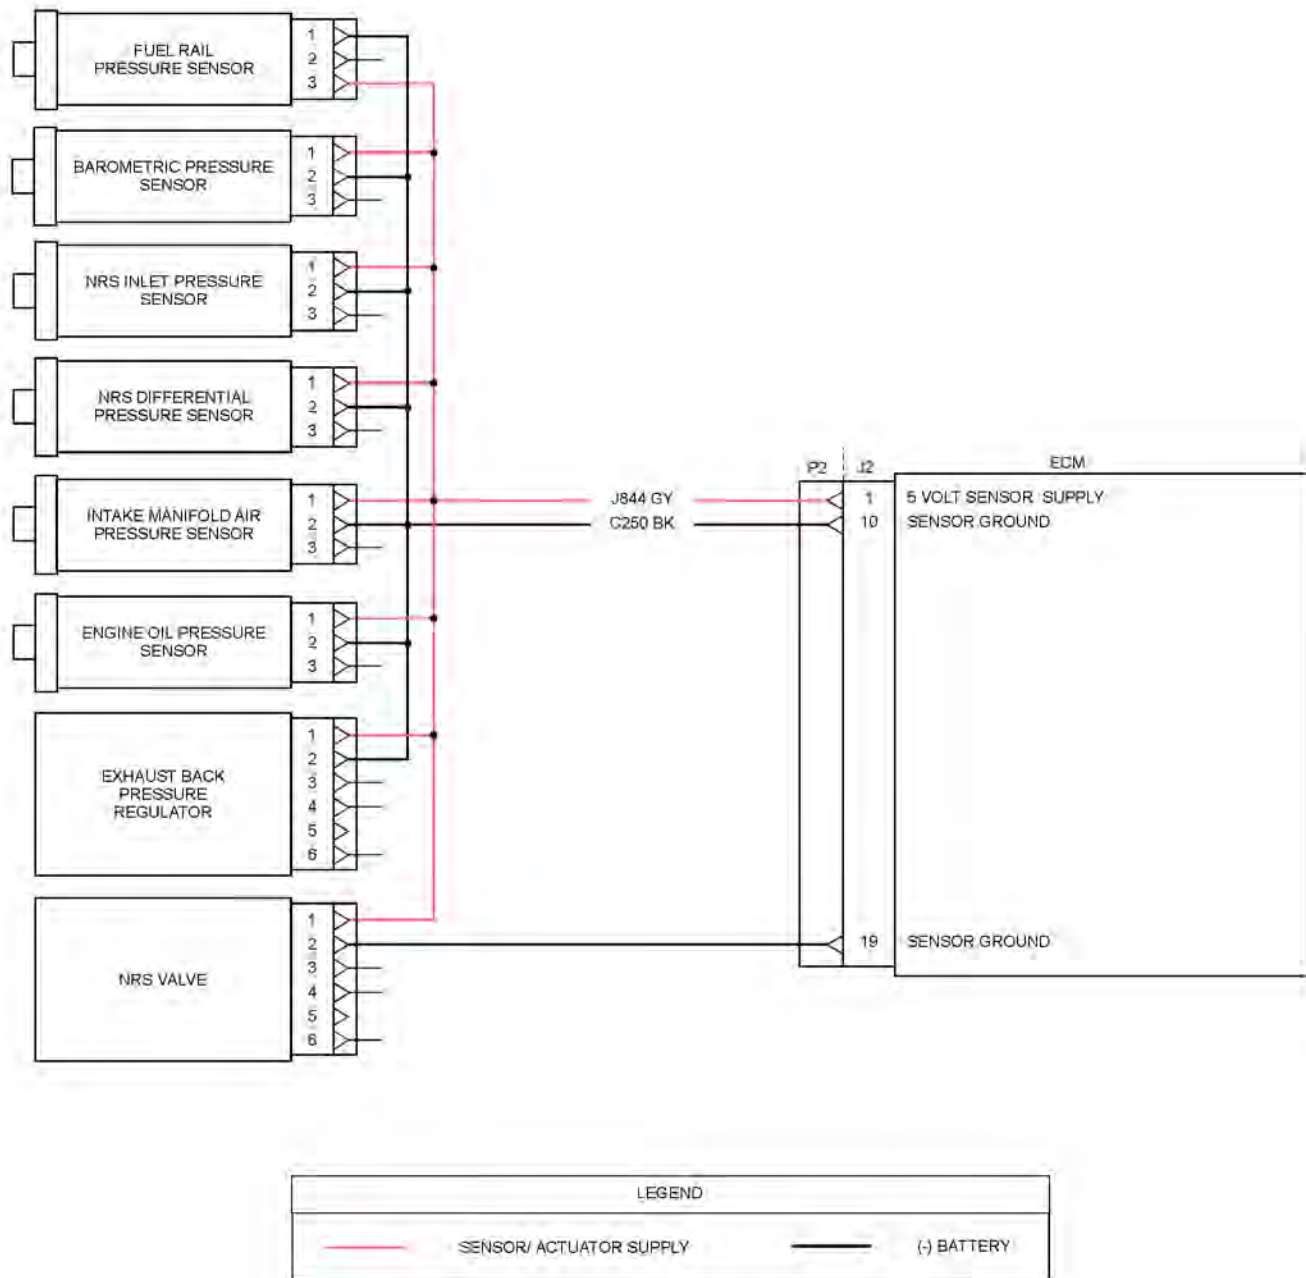 FUEL RAIL
PRESSURE SENSOR
1
2
3
BAROMETRIC PRESSURE
SENSOR
1
2
3
NRS INLET PRESSURE
SENSOR
1
2
3
NRS DIFFERENTIAL
PRESSURE SENSOR
1
2
3
INTAKE MANIFOLD AIR
PRESSURE SENSOR
1
2
3
ENGINE OIL PRESSURE
SENSOR
1
2
3
EXHAUST BACK
PRESSURE
REGULATOR
1
2
3
4
5
6
NRS VALVE
1
2
3
4
5
6
J844 GY
C250 BK
P2 J2 ECM
1 5 VOLT SENSOR SUPPLY
10 SENSOR GROUND
19 SENSOR GROUND
LEGEND
SENSOR/ ACTUATOR SUPPLY (-) BATTERY